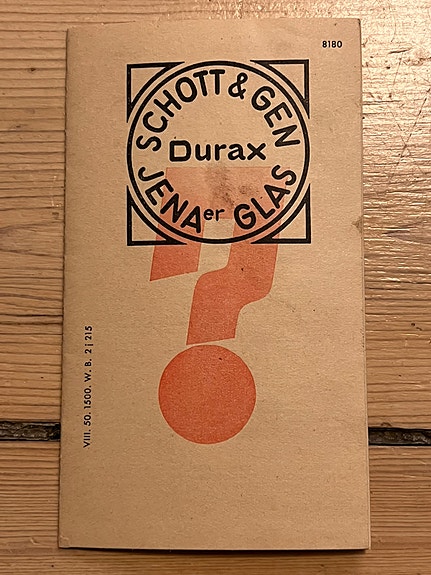 8180
SCHOTT & GEN
Durax
JENAer GLAS
VIII. 50. 1500. W. B. 2 j 215